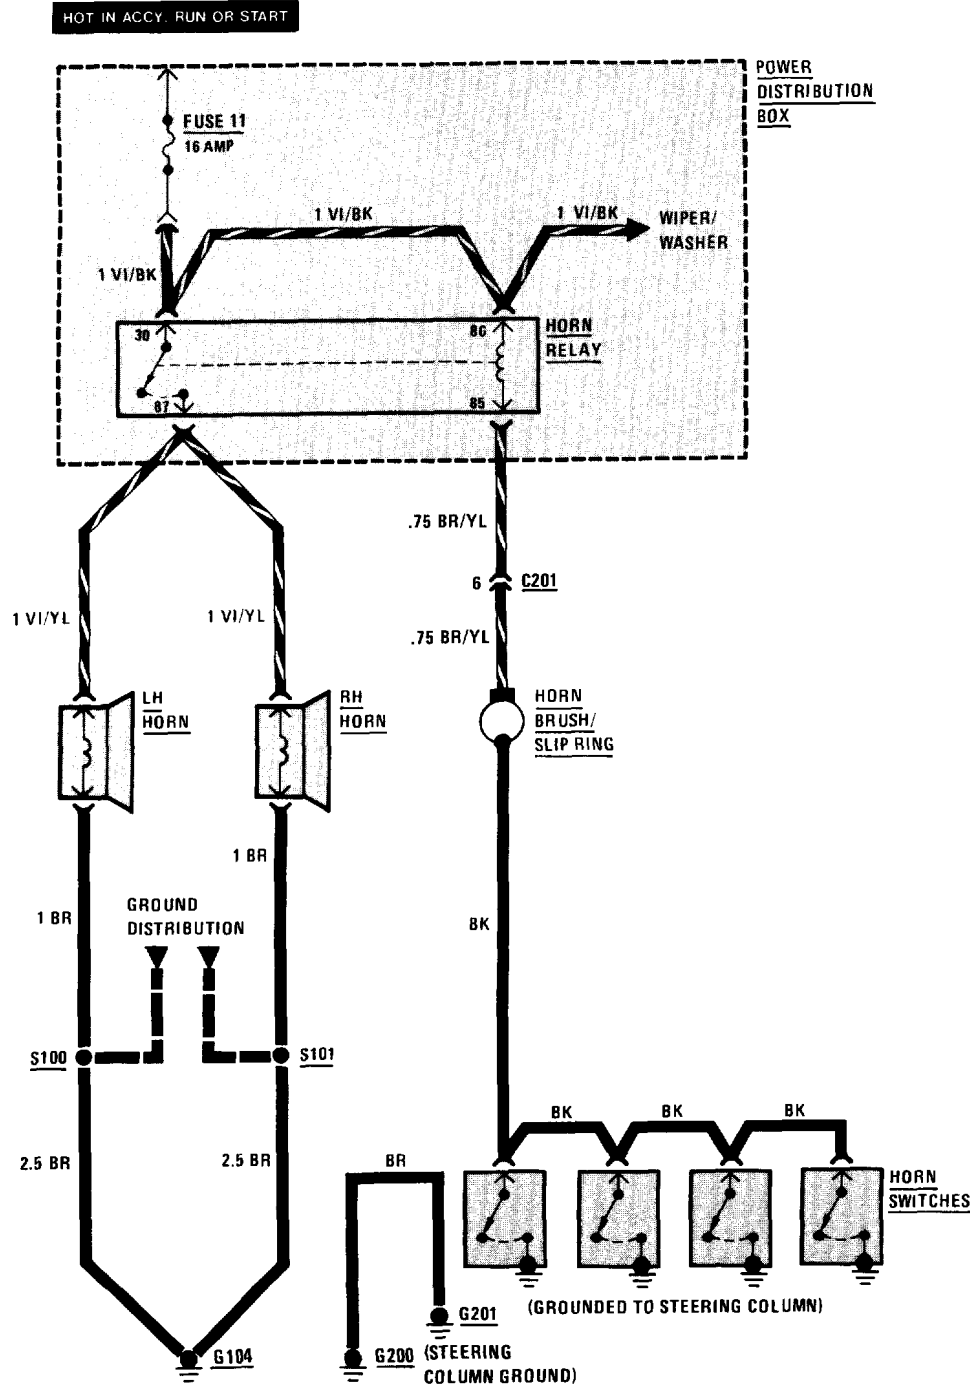 HOT IN ACCY, RUN OR START
POWER
DISTRIBUTION
BOX
FUSE 11
16 AMP
1 VI/BK
1 VI/BK
WIPER/
WASHER
1 VI/BK
30
86
HORN
RELAY
87
85
.75 BR/YL
6
C201
1 VI/YL
1 VI/YL
.75 BR/YL
LH
HORN
RH
HORN
HORN
BRUSH/
SLIP RING
1 BR
1 BR
GROUND
DISTRIBUTION
BK
S100
S101
BK
BK
BK
2.5 BR
2.5 BR
BR
HORN
SWITCHES
(GROUNDED TO STEERING COLUMN)
G201
G104
G200
(STEERING
COLUMN GROUND)